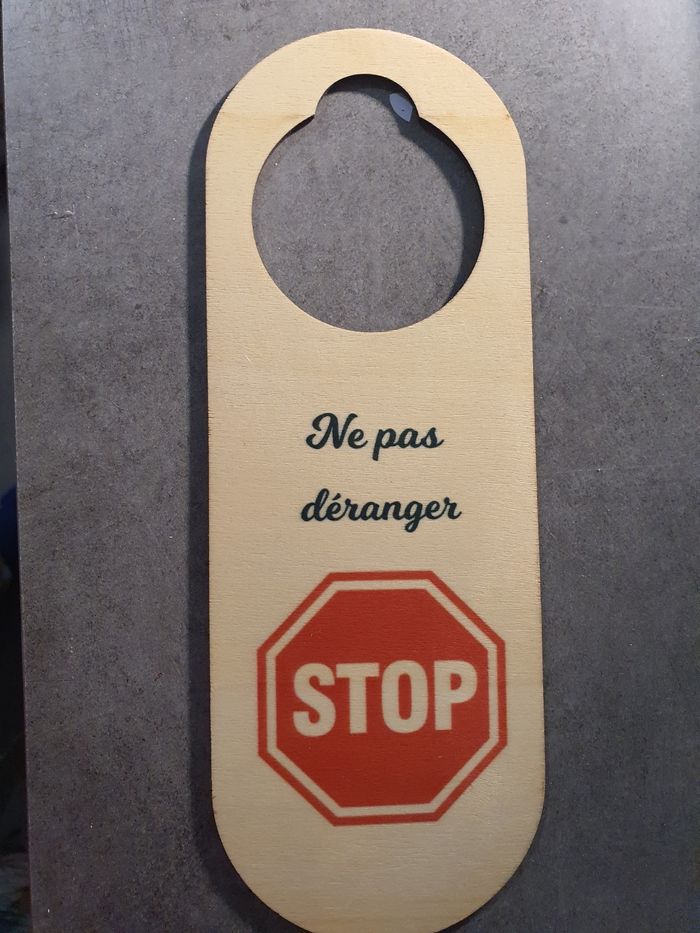 Ne pas
déranger
STOP